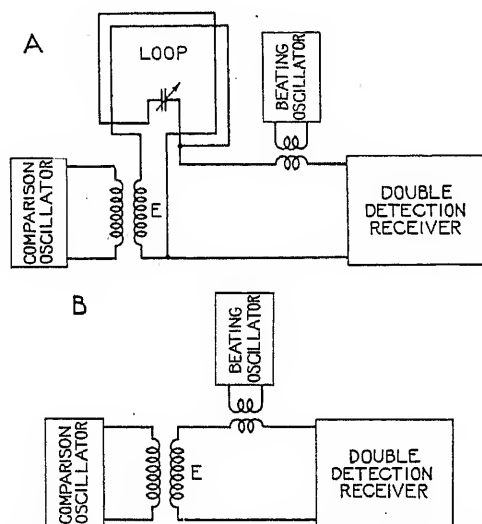 A
LOOP
BEATING
OSCILLATOR
COMPARISON
OSCILLATOR
E
DOUBLE
DETECTION
RECEIVER
B
BEATING
OSCILLATOR
COMPARISON
OSCILLATOR
E
DOUBLE
DETECTION
RECEIVER